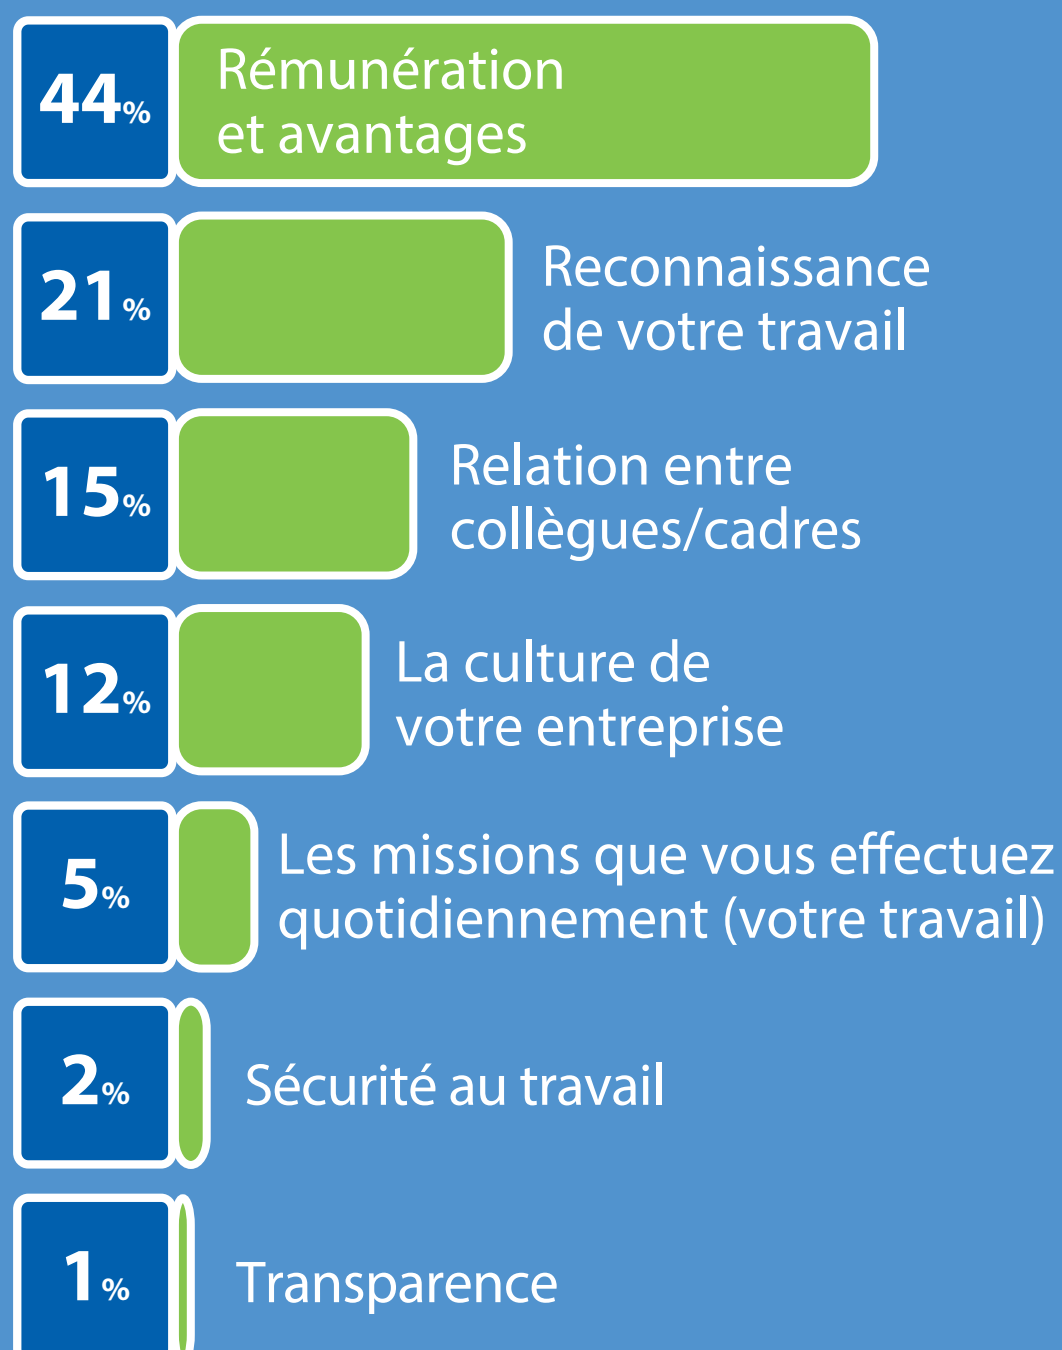 44%
Rémunération
et avantages
21%
Reconnaissance
de votre travail
15%
Relation entre
collègues/cadres
12%
La culture de
votre entreprise
5%
Les missions que vous effectuez
quotidiennement (votre travail)
2%
Sécurité au travail
1%
Transparence